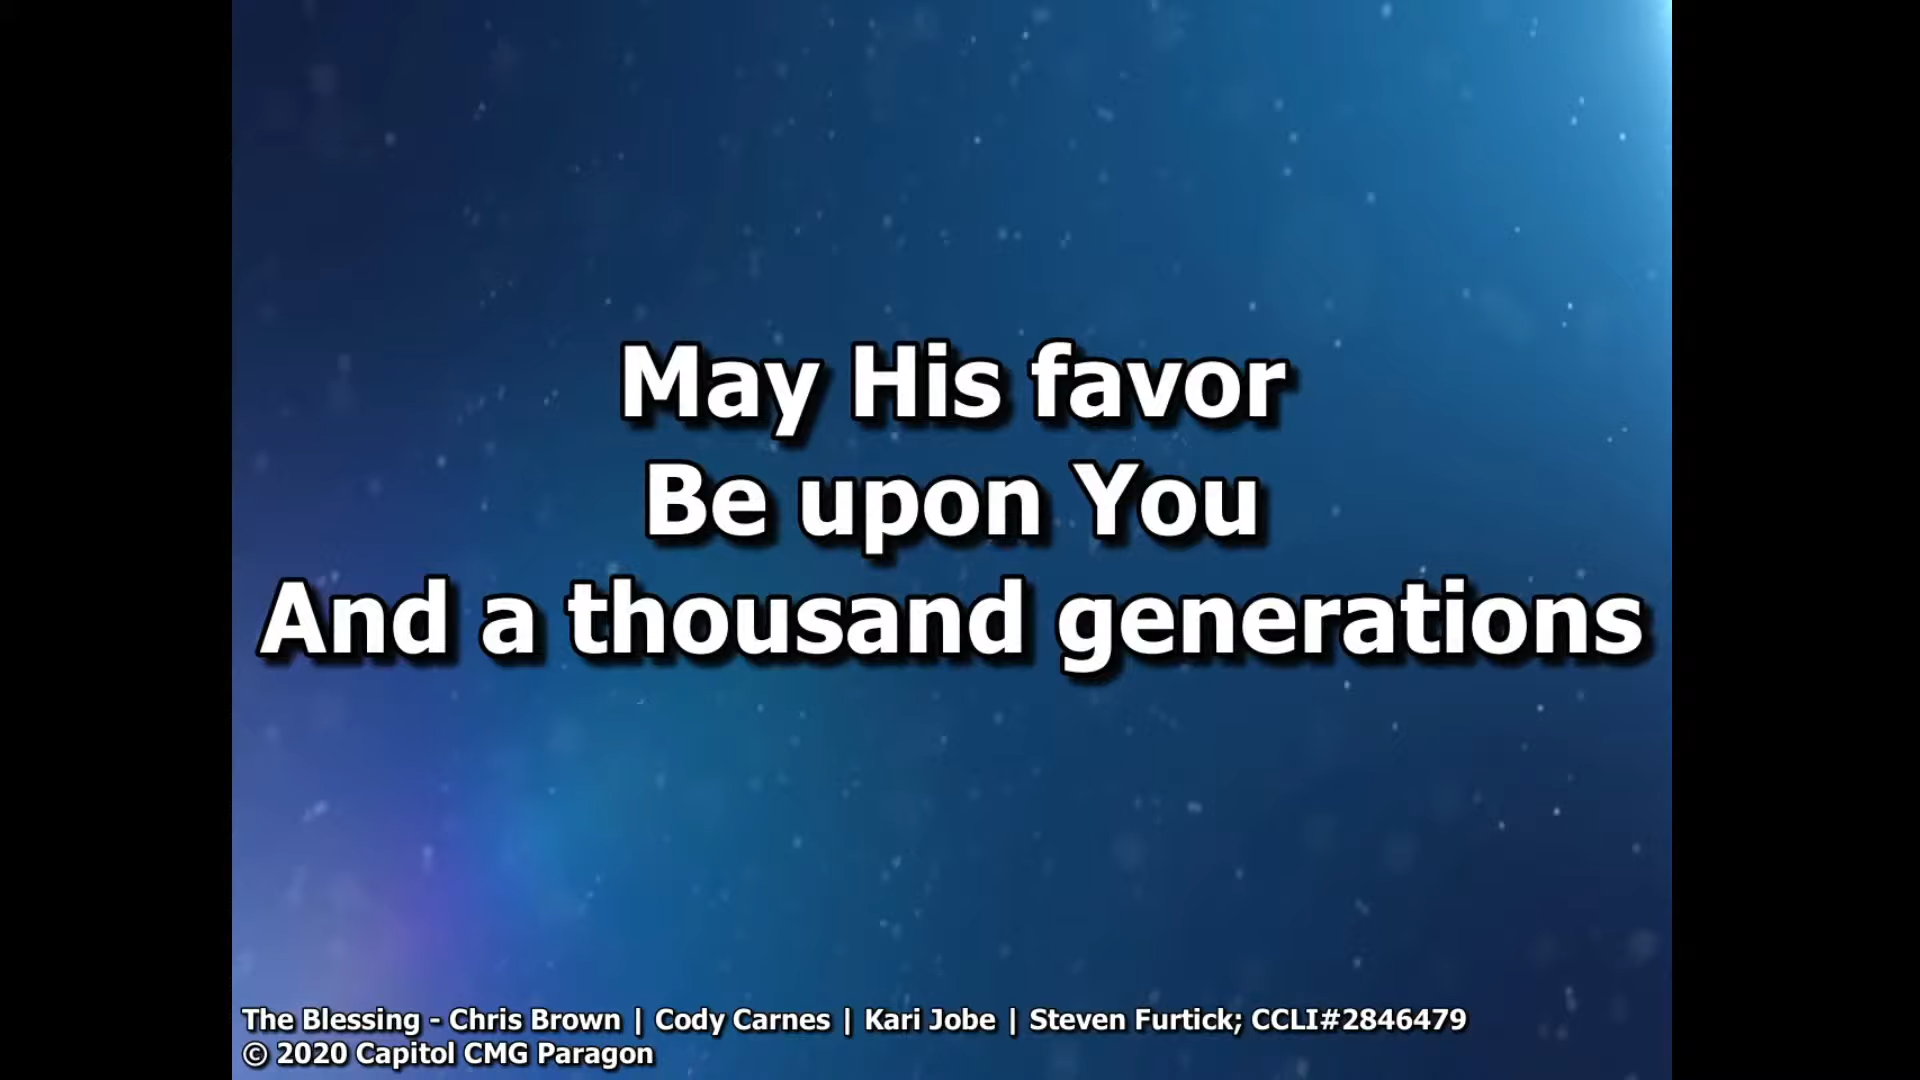 May His favor
Be upon You
And a thousand generations
The Blessing - Chris Brown | Cody Carnes | Kari Jobe | Steven Furtick; CCLI#2846479
© 2020 Capitol CMG Paragon